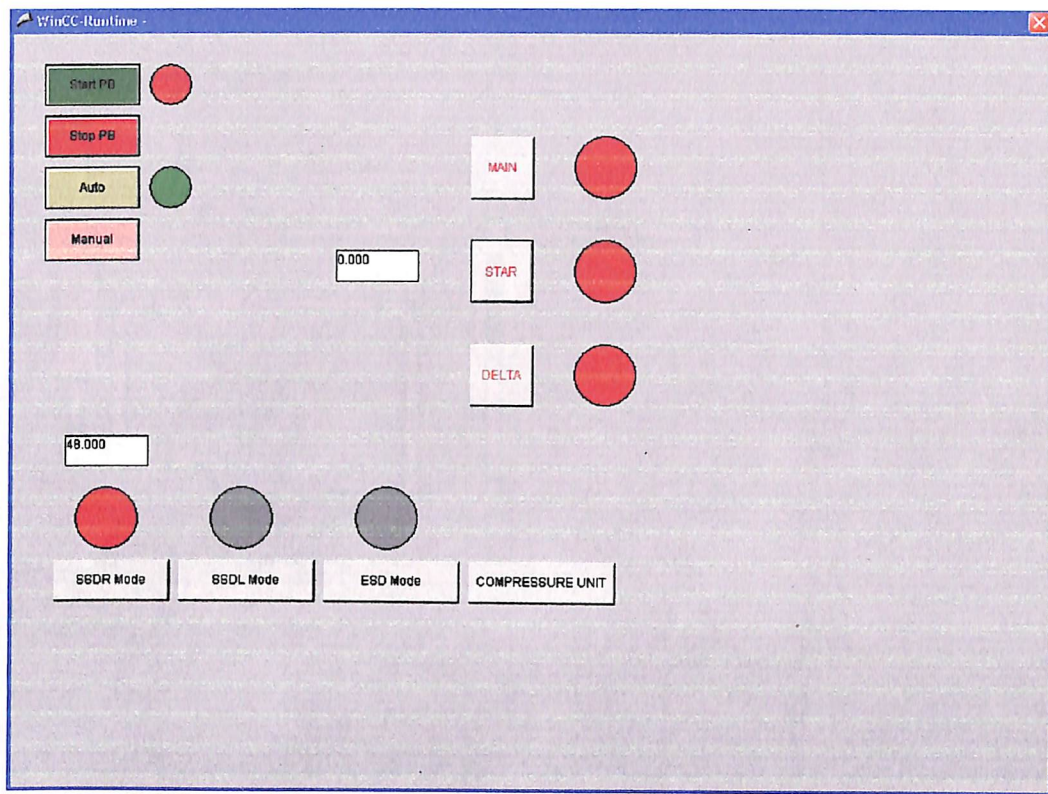 WinCC-Runtime -
Start PB
Stop PB
Auto
Manual
MAIN
0.000
STAR
DELTA
48.000
SSDR Mode
SSDL Mode
ESD Mode
COMPRESSURE UNIT